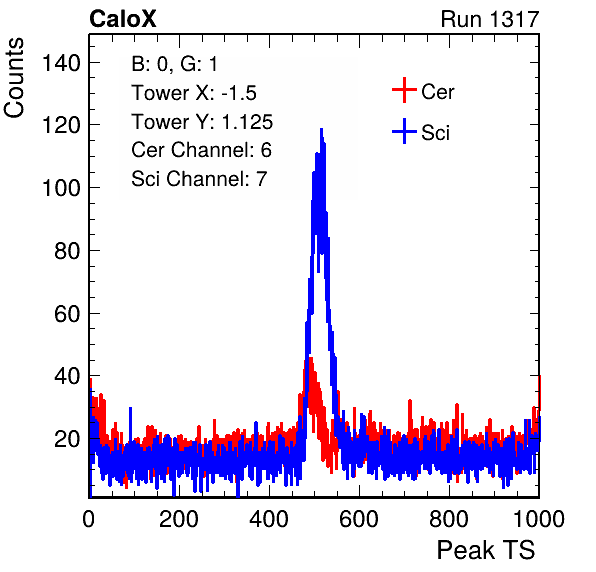 CaloX Run 1317
Counts
B: 0, G: 1
Tower X: -1.5
Tower Y: 1.125
Cer Channel: 6
Sci Channel: 7
Cer
Sci
140
120
100
80
60
40
20
0 200 400 600 800 1000
Peak TS